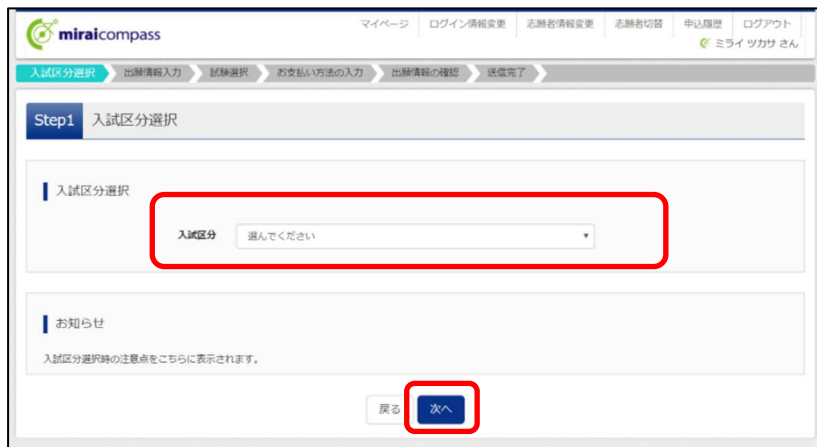 miraicompass
マイページ ログイン情報変更 志願者情報変更 志願者切替 申込履歴 ログアウト
ミライ ツカサ さん
入試区分選択 出願情報入力 試験選択 お支払い方法の入力 出願情報の確認 送信完了
Step1 入試区分選択
入試区分選択
入試区分 選んでください
お知らせ
入試区分選択時の注意点をこちらに表示されます。
戻る 次へ